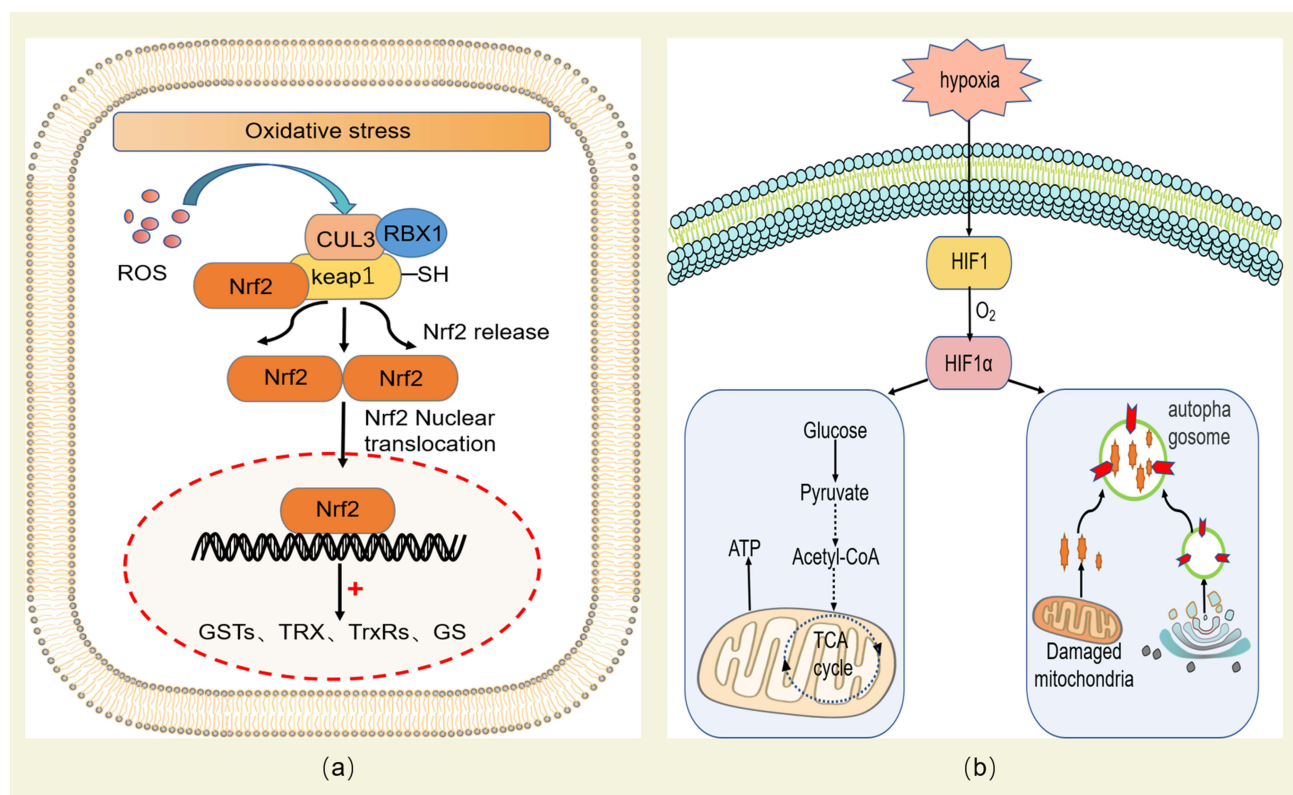 Oxidative stress
ROS
CUL3
RBX1
keap1
SH
Nrf2
Nrf2 release
Nrf2
Nrf2
Nrf2 Nuclear
translocation
Nrf2
+
GSTs、TRX、TrxRs、GS
(a)
hypoxia
HIF1
O₂
HIF1α
Glucose
Pyruvate
Acetyl-CoA
ATP
TCA
cycle
autopha
gosome
Damaged
mitochondria
(b)